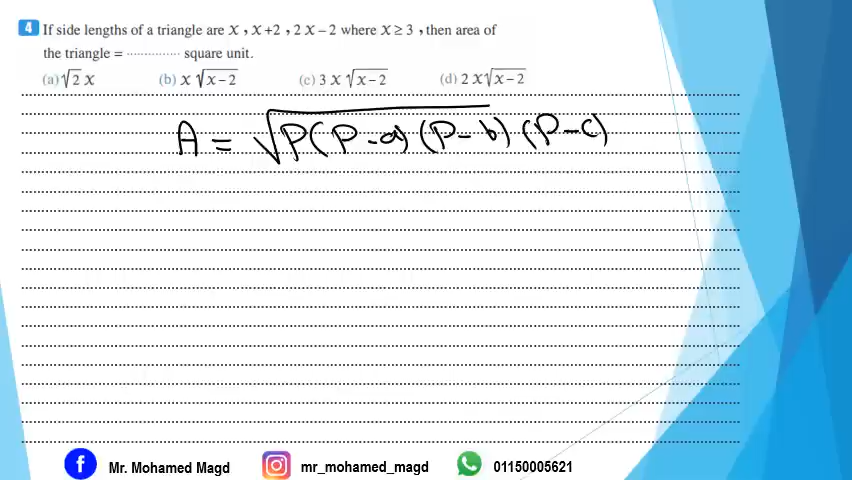 4 If side lengths of a triangle are x , x+2 , 2 x − 2 where x ≥ 3 , then area of
the triangle = ............... square unit.
(a) √2 x (b) x √x−2 (c) 3 x √x−2 (d) 2 x√x−2
A = √P(P-a)(P-b)(P-c)
f Mr. Mohamed Magd mr_mohamed_magd 01150005621